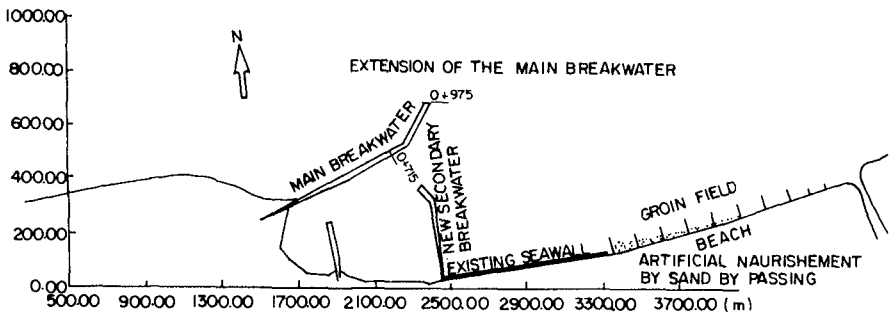 1000.00
800.00
600.00
400.00
200.00
0.00
N
EXTENSION OF THE MAIN BREAKWATER
0+975
MAIN BREAKWATER
0+715
NEW SECONDARY
BREAKWATER
EXISTING SEAWALL
GROIN FIELD
BEACH
ARTIFICIAL NAURISHEMENT
BY SAND BY PASSING
500.00 900.00 1300.00 1700.00 2100.00 2500.00 2900.00 3300.00 3700.00 (m)